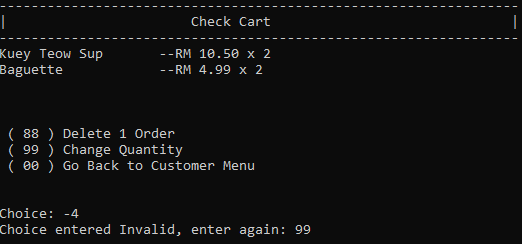 ------------------------------------------------------------------
|                       Check Cart                               |
------------------------------------------------------------------
Kuey Teow Sup       --RM 10.50 x 2
Baguette            --RM 4.99 x 2
( 88 ) Delete 1 Order
( 99 ) Change Quantity
( 00 ) Go Back to Customer Menu
Choice: -4
Choice entered Invalid, enter again: 99